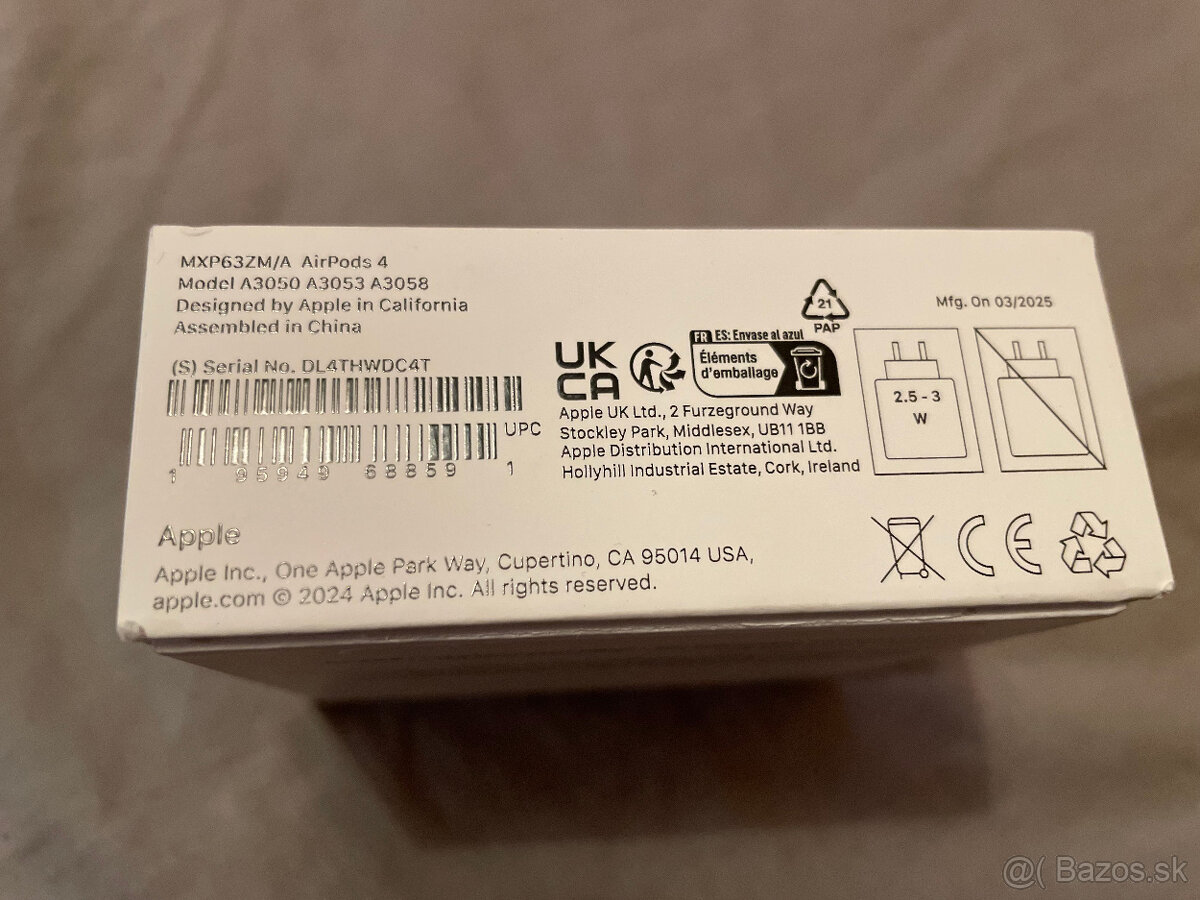 MXP63ZM/A AirPods 4
Model A3050 A3053 A3058
Designed by Apple in California
Assembled in China
(S) Serial No. DL4THWDC4T
UPC
1 95949 68859 1
UK
CA
FR ES: Envase al azul
Éléments
d'emballage
21
PAP
Mfg. On 03/2025
2.5 - 3
W
Apple UK Ltd., 2 Furzeground Way
Stockley Park, Middlesex, UB11 1BB
Apple Distribution International Ltd.
Hollyhill Industrial Estate, Cork, Ireland
Apple
Apple Inc., One Apple Park Way, Cupertino, CA 95014 USA,
apple.com © 2024 Apple Inc. All rights reserved.
CE
@( Bazos.sk